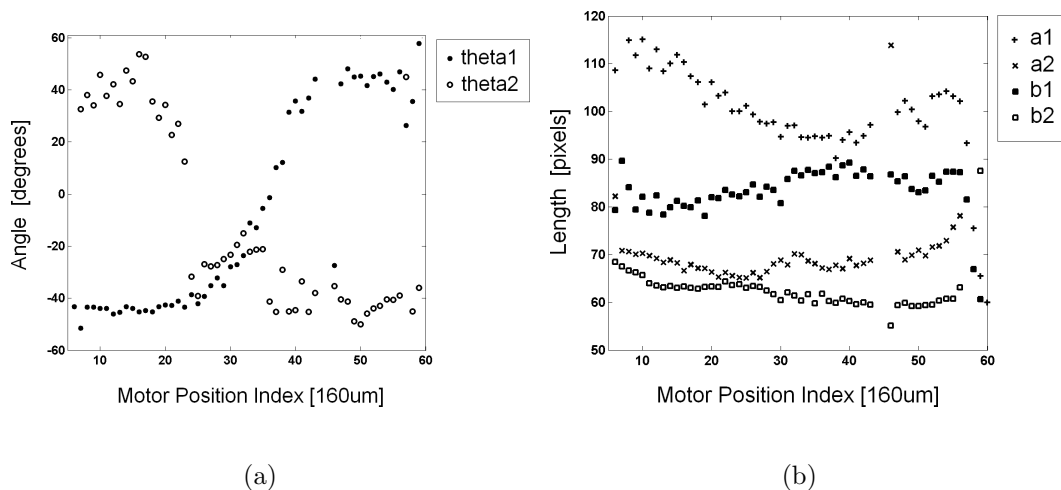 60
40
20
0
-20
-40
-60
10
20
30
40
50
60
Angle [degrees]
Motor Position Index [160um]
theta1
theta2
(a)
120
110
100
90
80
70
60
50
10
20
30
40
50
60
Length [pixels]
Motor Position Index [160um]
a1
a2
b1
b2
(b)